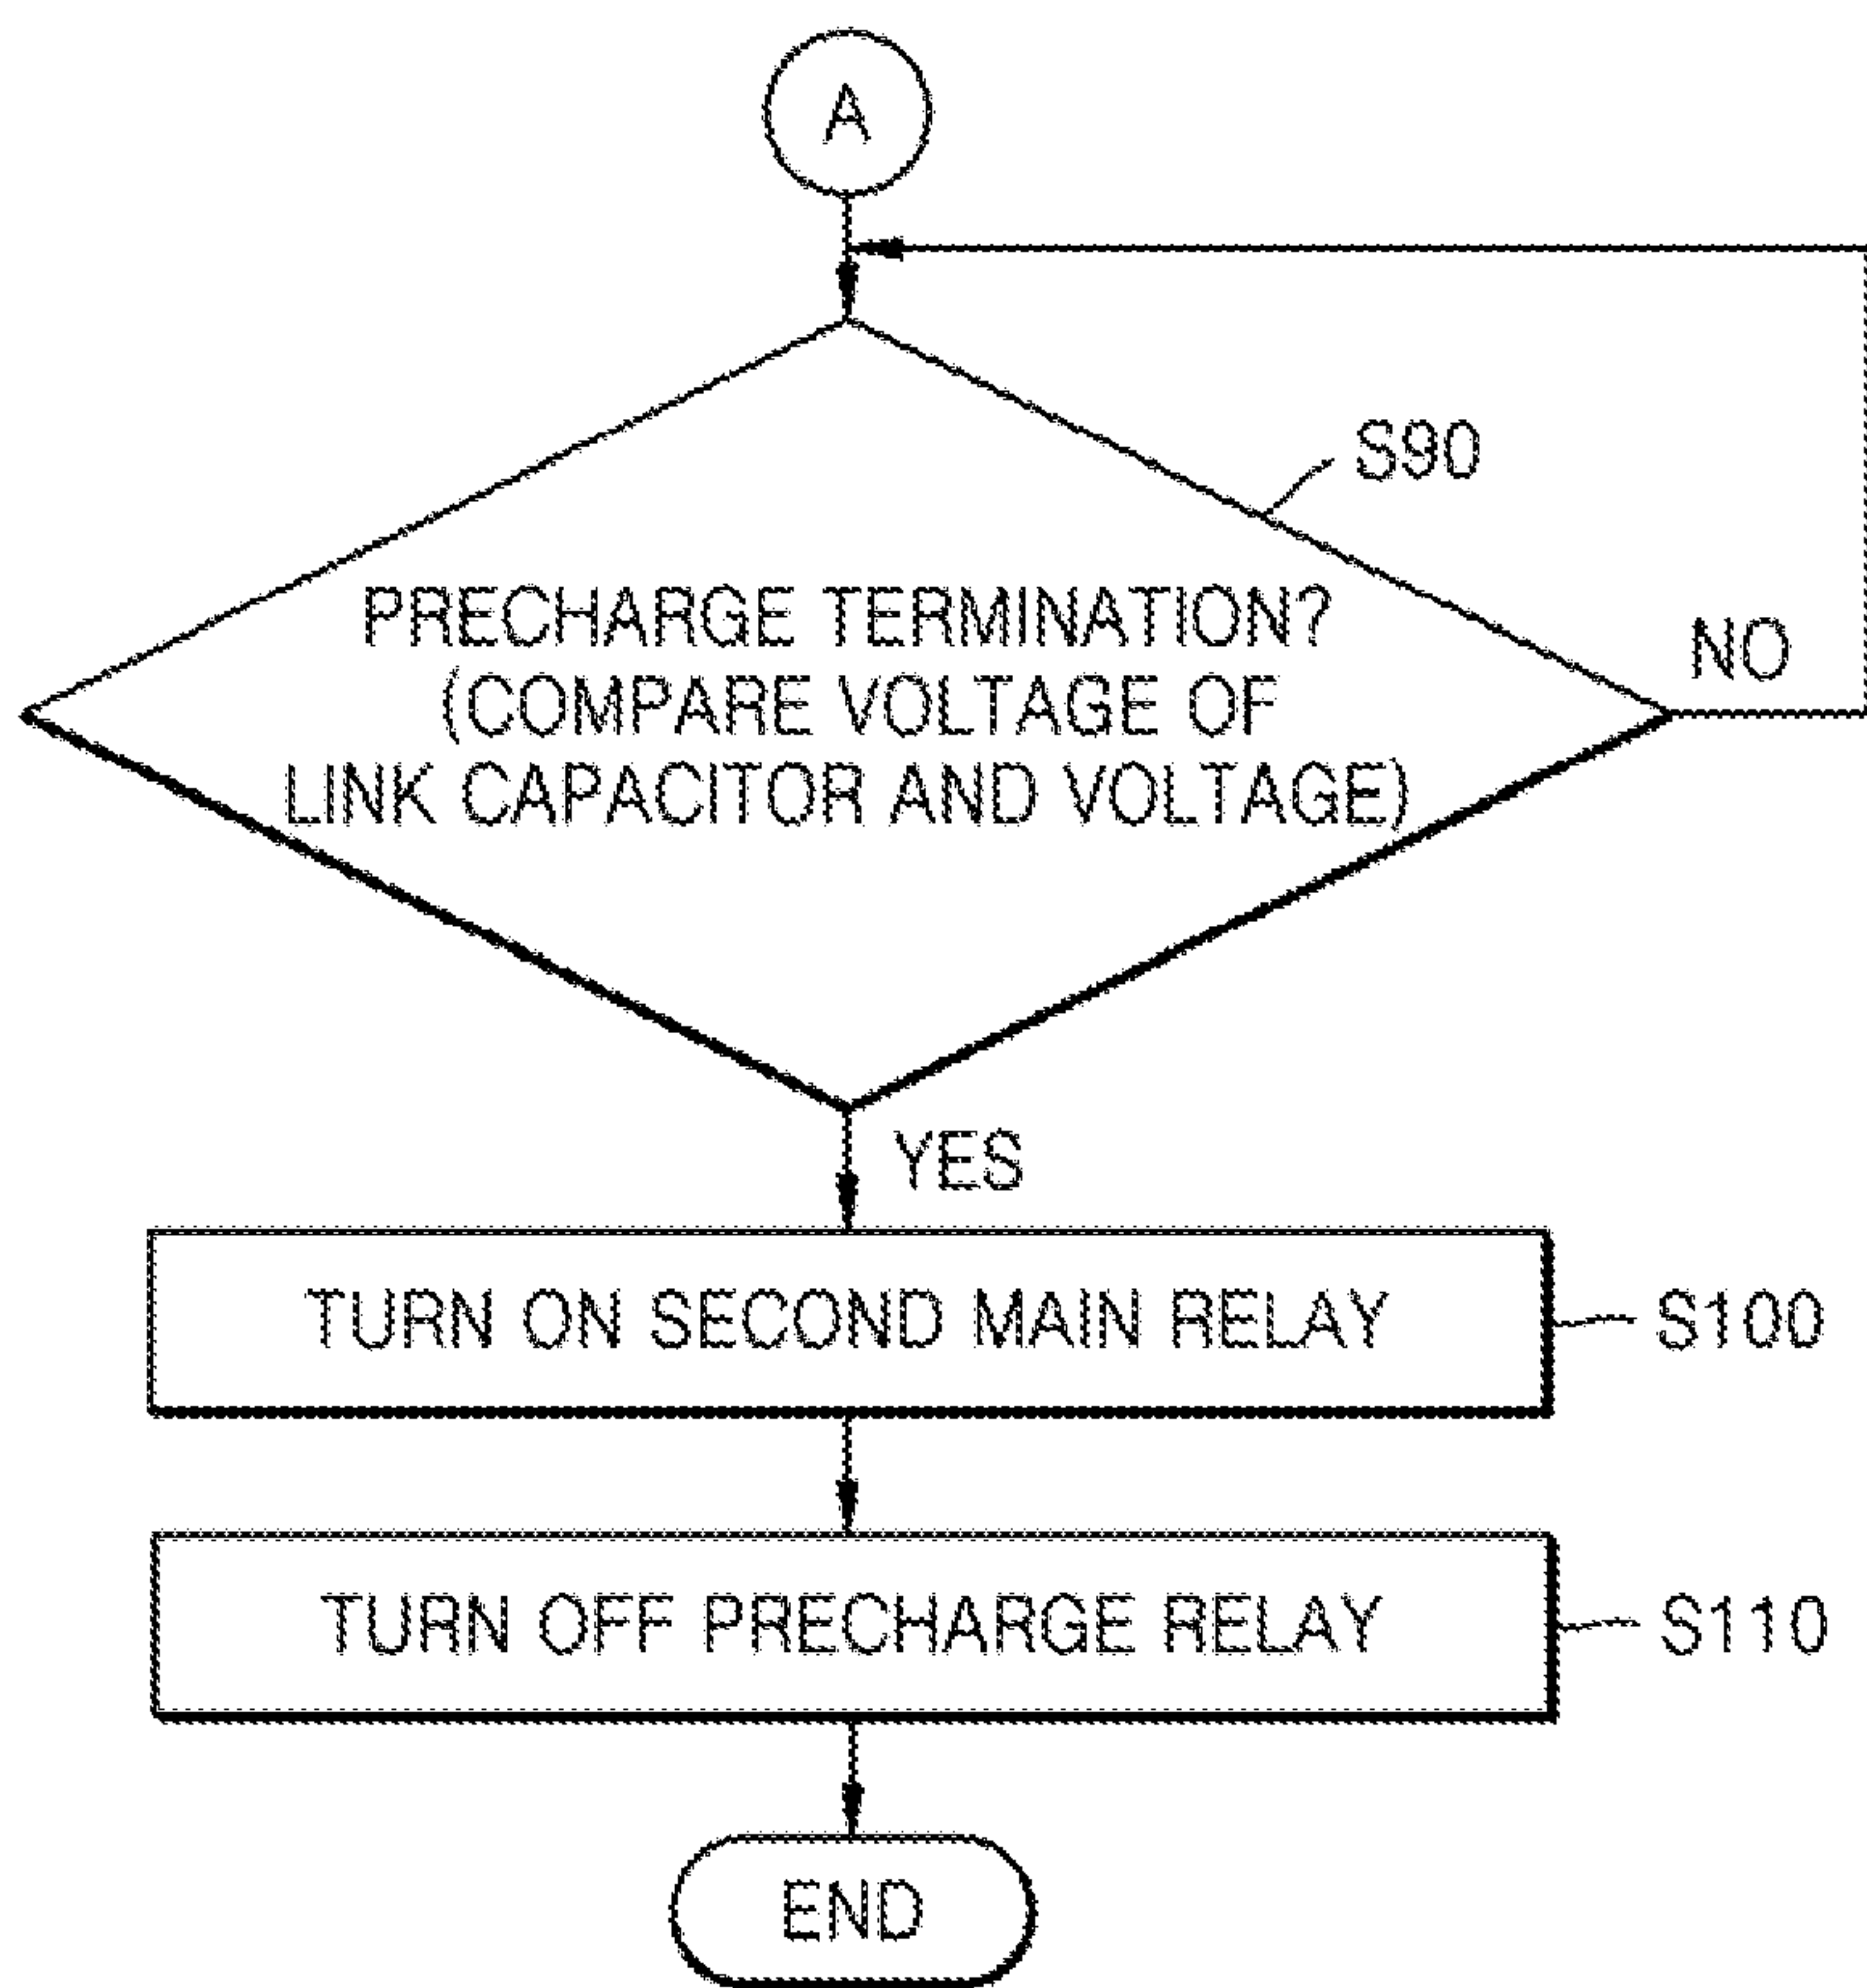 A
S90
PRECHARGE TERMINATION?
(COMPARE VOLTAGE OF
LINK CAPACITOR AND VOLTAGE)
NO
YES
TURN ON SECOND MAIN RELAY
S100
TURN OFF PRECHARGE RELAY
S110
END